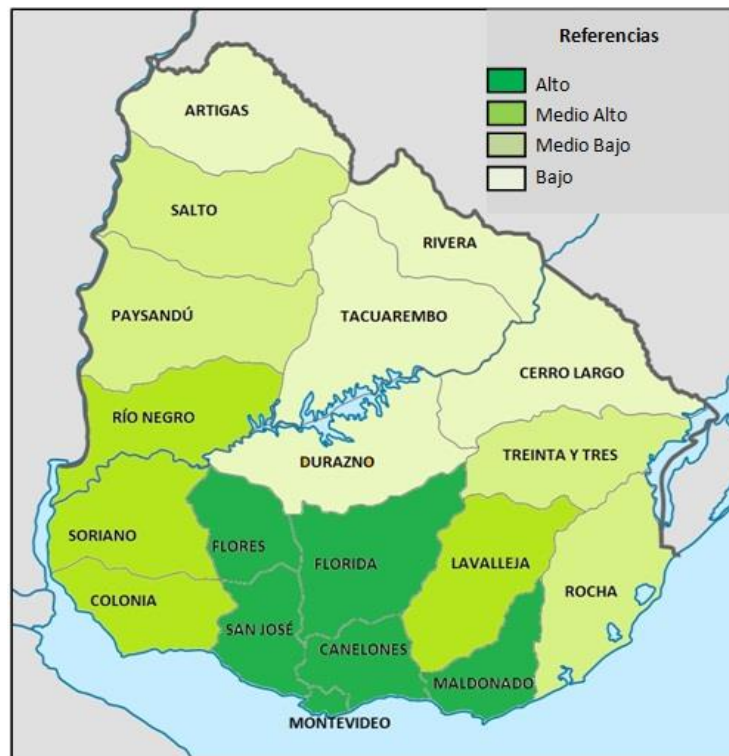 Referencias
Alto
Medio Alto
Medio Bajo
Bajo
ARTIGAS
SALTO
RIVERA
PAYSANDÚ
TACUAREMBO
CERRO LARGO
RÍO NEGRO
DURAZNO
TREINTA Y TRES
SORIANO
FLORES
FLORIDA
LAVALLEJA
ROCHA
COLONIA
SAN JOSÉ
CANELONES
MALDONADO
MONTEVIDEO